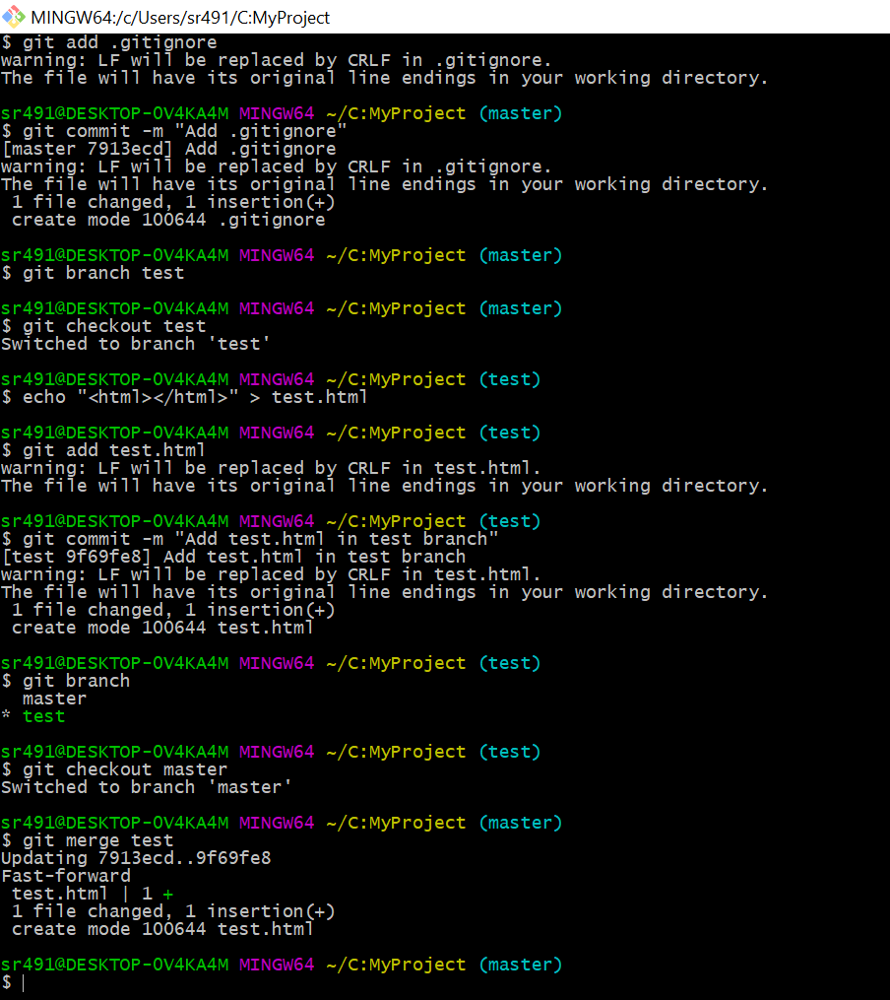 MINGW64:/c/Users/sr491/C:MyProject
$ git add .gitignore
warning: LF will be replaced by CRLF in .gitignore.
The file will have its original line endings in your working directory.
sr491@DESKTOP-OV4KA4M MINGW64 ~/C:MyProject (master)
$ git commit -m "Add .gitignore"
[master 7913ecd] Add .gitignore
warning: LF will be replaced by CRLF in .gitignore.
The file will have its original line endings in your working directory.
 1 file changed, 1 insertion(+)
 create mode 100644 .gitignore
sr491@DESKTOP-OV4KA4M MINGW64 ~/C:MyProject (master)
$ git branch test
sr491@DESKTOP-OV4KA4M MINGW64 ~/C:MyProject (master)
$ git checkout test
Switched to branch 'test'
sr491@DESKTOP-OV4KA4M MINGW64 ~/C:MyProject (test)
$ echo "<html></html>" > test.html
sr491@DESKTOP-OV4KA4M MINGW64 ~/C:MyProject (test)
$ git add test.html
warning: LF will be replaced by CRLF in test.html.
The file will have its original line endings in your working directory.
sr491@DESKTOP-OV4KA4M MINGW64 ~/C:MyProject (test)
$ git commit -m "Add test.html in test branch"
[test 9f69fe8] Add test.html in test branch
warning: LF will be replaced by CRLF in test.html.
The file will have its original line endings in your working directory.
 1 file changed, 1 insertion(+)
 create mode 100644 test.html
sr491@DESKTOP-OV4KA4M MINGW64 ~/C:MyProject (test)
$ git branch
  master
* test
sr491@DESKTOP-OV4KA4M MINGW64 ~/C:MyProject (test)
$ git checkout master
Switched to branch 'master'
sr491@DESKTOP-OV4KA4M MINGW64 ~/C:MyProject (master)
$ git merge test
Updating 7913ecd..9f69fe8
Fast-forward
 test.html | 1 +
 1 file changed, 1 insertion(+)
 create mode 100644 test.html
sr491@DESKTOP-OV4KA4M MINGW64 ~/C:MyProject (master)
$